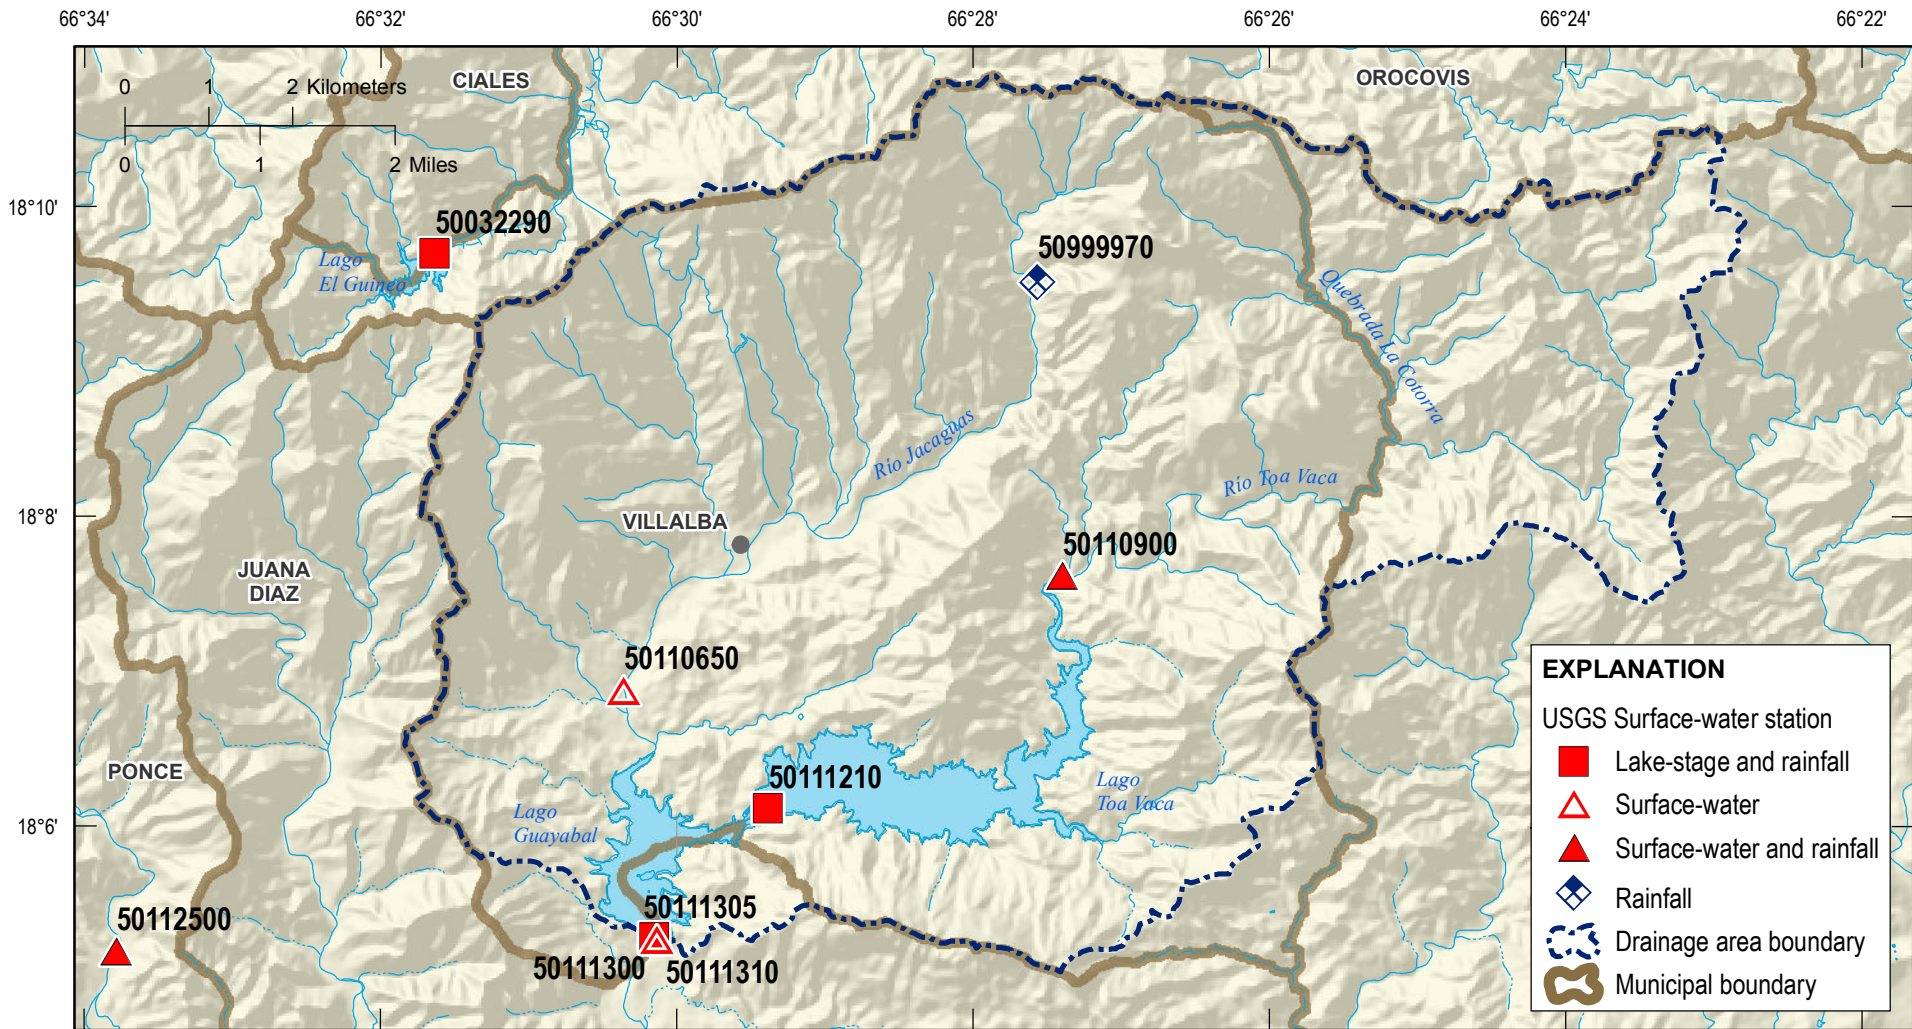 66°34' 66°32' 66°30' 66°28' 66°26' 66°24' 66°22'
CIALES
OROCOVIS
0 1 2 Kilometers
0 1 2 Miles
18°10'
50032290
50999970
Lago
El Guineo
Quebrada La Cotorra
Río Jacaguas
Río Toa Vaca
18°8'
VILLALBA
50110900
JUANA
DIAZ
50110650
EXPLANATION
USGS Surface-water station
Lake-stage and rainfall
Surface-water
Surface-water and rainfall
Rainfall
Drainage area boundary
Municipal boundary
PONCE
50111210
Lago
Toa Vaca
Lago
Guayabal
18°6'
50112500
50111305
50111300
50111310